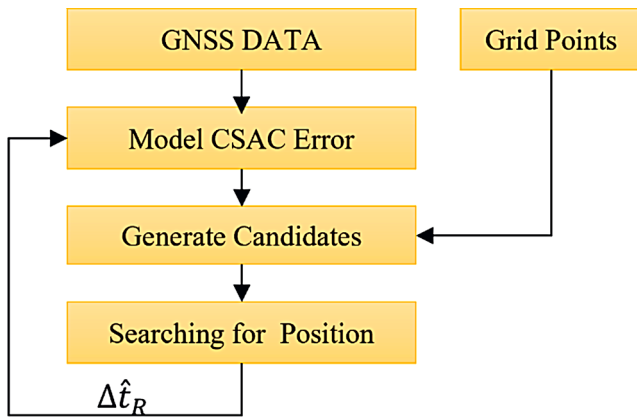 GNSS DATA
Grid Points
Model CSAC Error
Generate Candidates
Searching for Position
Δt̂_R